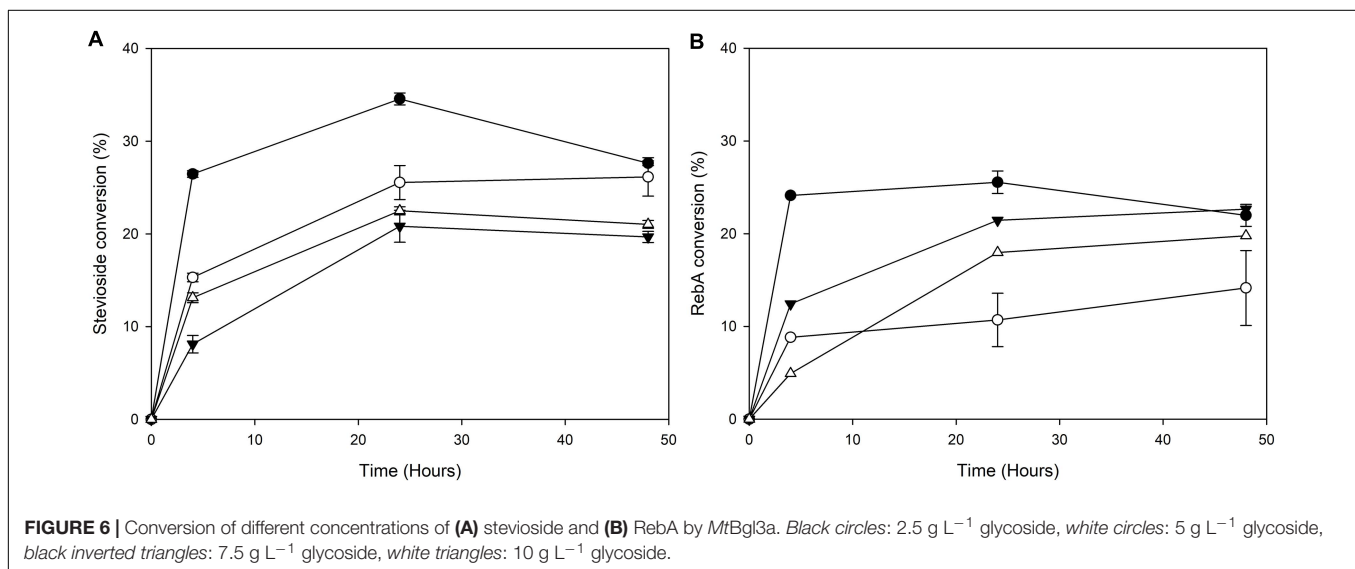 A
40
30
20
10
0
Stevioside conversion (%)
0 10 20 30 40 50
Time (Hours)
B
40
30
20
10
0
RebA conversion (%)
0 10 20 30 40 50
Time (Hours)
FIGURE 6 | Conversion of different concentrations of (A) stevioside and (B) RebA by MtBgl3a. Black circles: 2.5 g L−1 glycoside, white circles: 5 g L−1 glycoside,
black inverted triangles: 7.5 g L−1 glycoside, white triangles: 10 g L−1 glycoside.